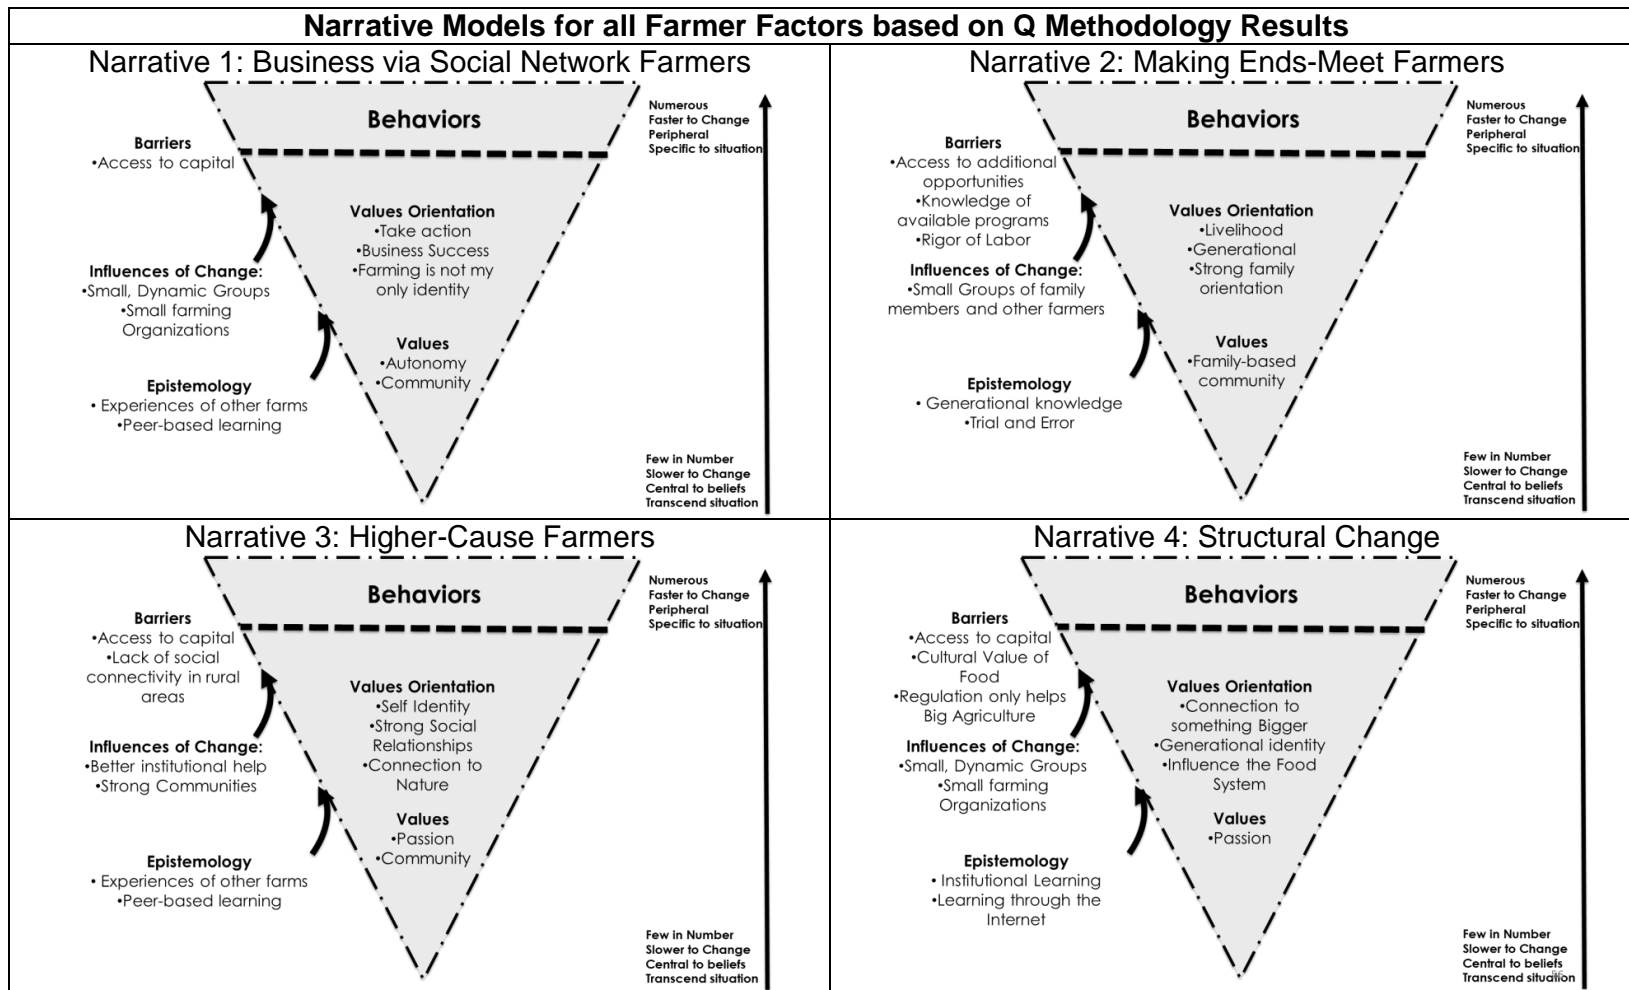 Narrative Models for all Farmer Factors based on Q Methodology Results
Narrative 1: Business via Social Network Farmers
Behaviors
Numerous
Faster to Change
Peripheral
Specific to situation
Barriers
•Access to capital
Values Orientation
•Take action
•Business Success
•Farming is not my
only identity
Influences of Change:
•Small, Dynamic Groups
•Small farming
Organizations
Values
•Autonomy
•Community
Epistemology
• Experiences of other farms
•Peer-based learning
Few in Number
Slower to Change
Central to beliefs
Transcend situation
Narrative 2: Making Ends-Meet Farmers
Behaviors
Numerous
Faster to Change
Peripheral
Specific to situation
Barriers
•Access to additional
opportunities
•Knowledge of
available programs
•Rigor of Labor
Values Orientation
•Livelihood
•Generational
•Strong family
orientation
Influences of Change:
•Small Groups of family
members and other farmers
Values
•Family-based
community
Epistemology
• Generational knowledge
•Trial and Error
Few in Number
Slower to Change
Central to beliefs
Transcend situation
Narrative 3: Higher-Cause Farmers
Behaviors
Numerous
Faster to Change
Peripheral
Specific to situation
Barriers
•Access to capital
•Lack of social
connectivity in rural
areas
Values Orientation
•Self Identity
•Strong Social
Relationships
•Connection to
Nature
Influences of Change:
•Better institutional help
•Strong Communities
Values
•Passion
•Community
Epistemology
• Experiences of other farms
•Peer-based learning
Few in Number
Slower to Change
Central to beliefs
Transcend situation
Narrative 4: Structural Change
Behaviors
Numerous
Faster to Change
Peripheral
Specific to situation
Barriers
•Access to capital
•Cultural Value of
Food
•Regulation only helps
Big Agriculture
Values Orientation
•Connection to
something Bigger
•Generational identity
•Influence the Food
System
Influences of Change:
•Small, Dynamic Groups
•Small farming
Organizations
Values
•Passion
Epistemology
• Institutional Learning
•Learning through the
Internet
Few in Number
Slower to Change
Central to beliefs
Transcend situation